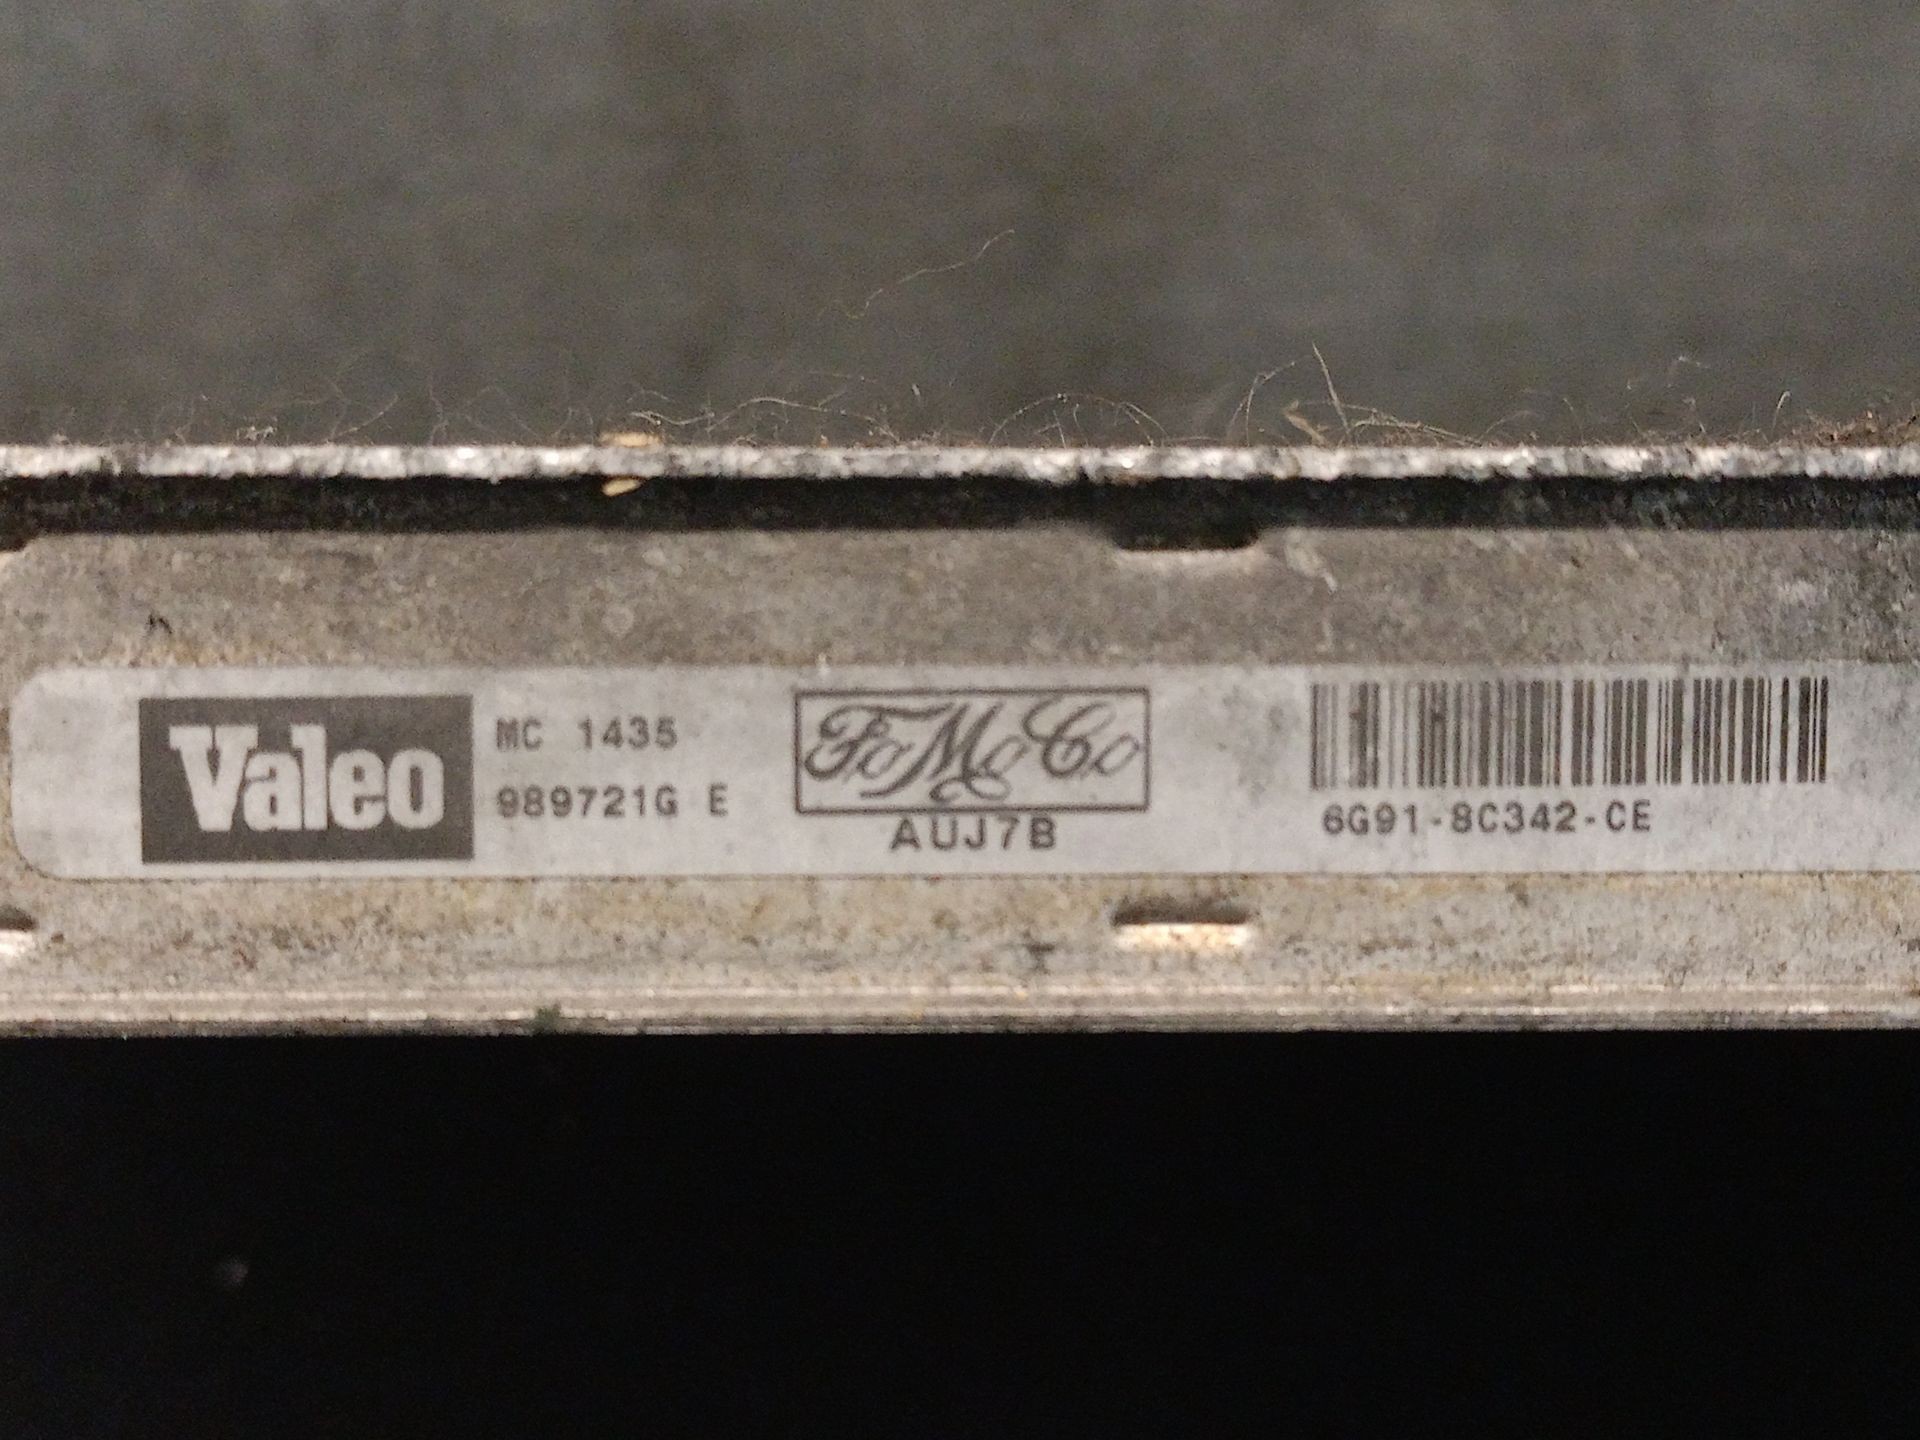 Valeo
MC 1435
989721G E
FoMoCo
AUJ7B
6G91-8C342-CE